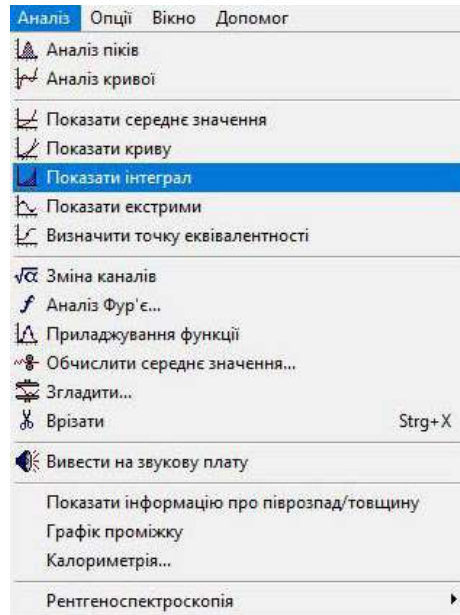 Аналіз Опції Вікно Допомог
Аналіз піків
Аналіз кривої
Показати середнє значення
Показати криву
Показати інтеграл
Показати екстрими
Визначити точку еквівалентності
√α Зміна каналів
f Аналіз Фур'є...
Приладжування функції
Обчислити середнє значення...
Згладити...
Врізати Strg+X
Вивести на звукову плату
Показати інформацію про піврозпад/товщину
Графік проміжку
Калориметрія...
Рентгеноспектроскопія